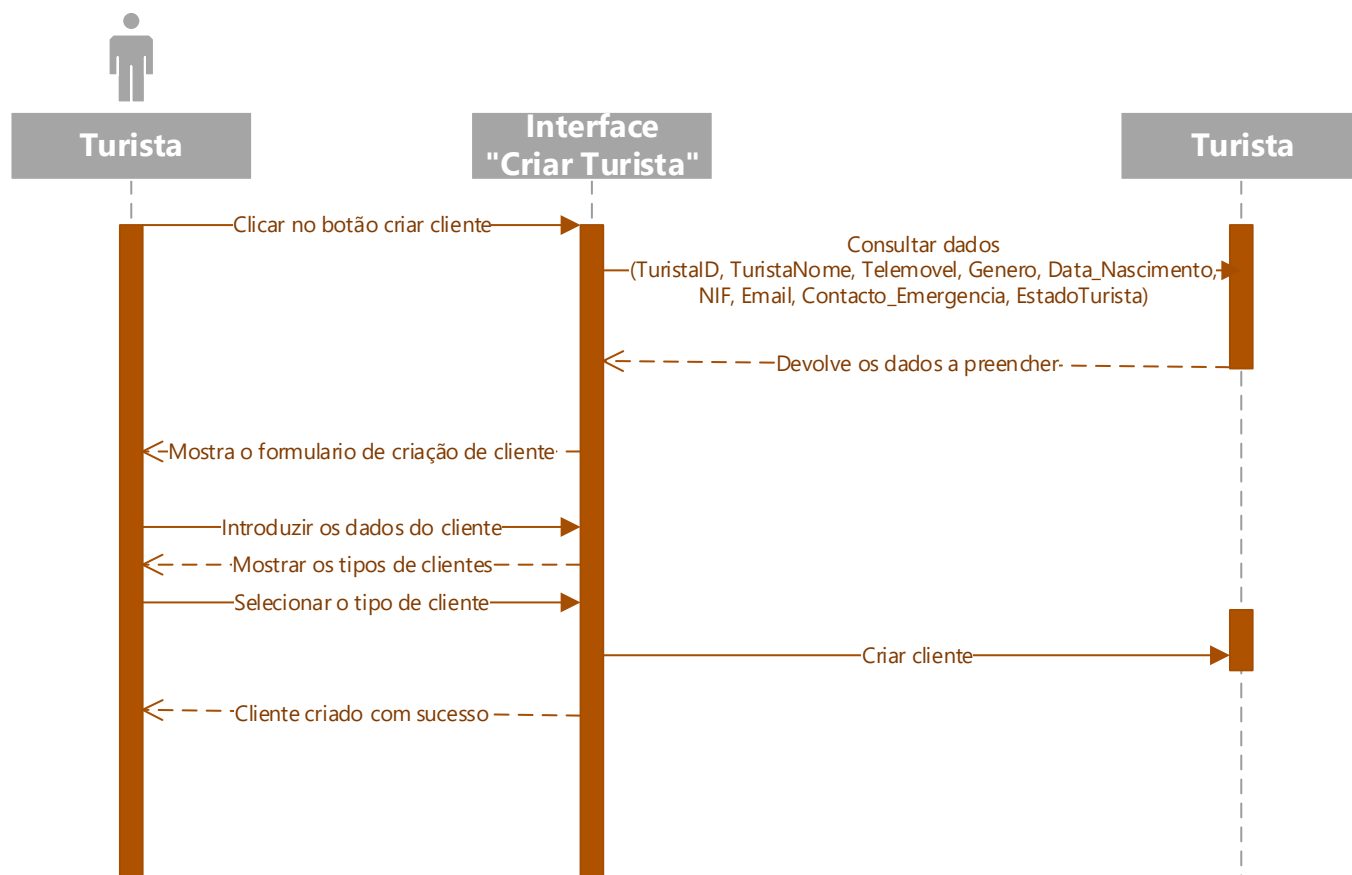 Turista
Interface
"Criar Turista"
Turista
Clicar no botão criar cliente
Consultar dados
(TuristaID, TuristaNome, Telemovel, Genero, Data_Nascimento,
NIF, Email, Contacto_Emergencia, EstadoTurista)
Devolve os dados a preencher
Mostra o formulario de criação de cliente
Introduzir os dados do cliente
Mostrar os tipos de clientes
Selecionar o tipo de cliente
Criar cliente
Cliente criado com sucesso